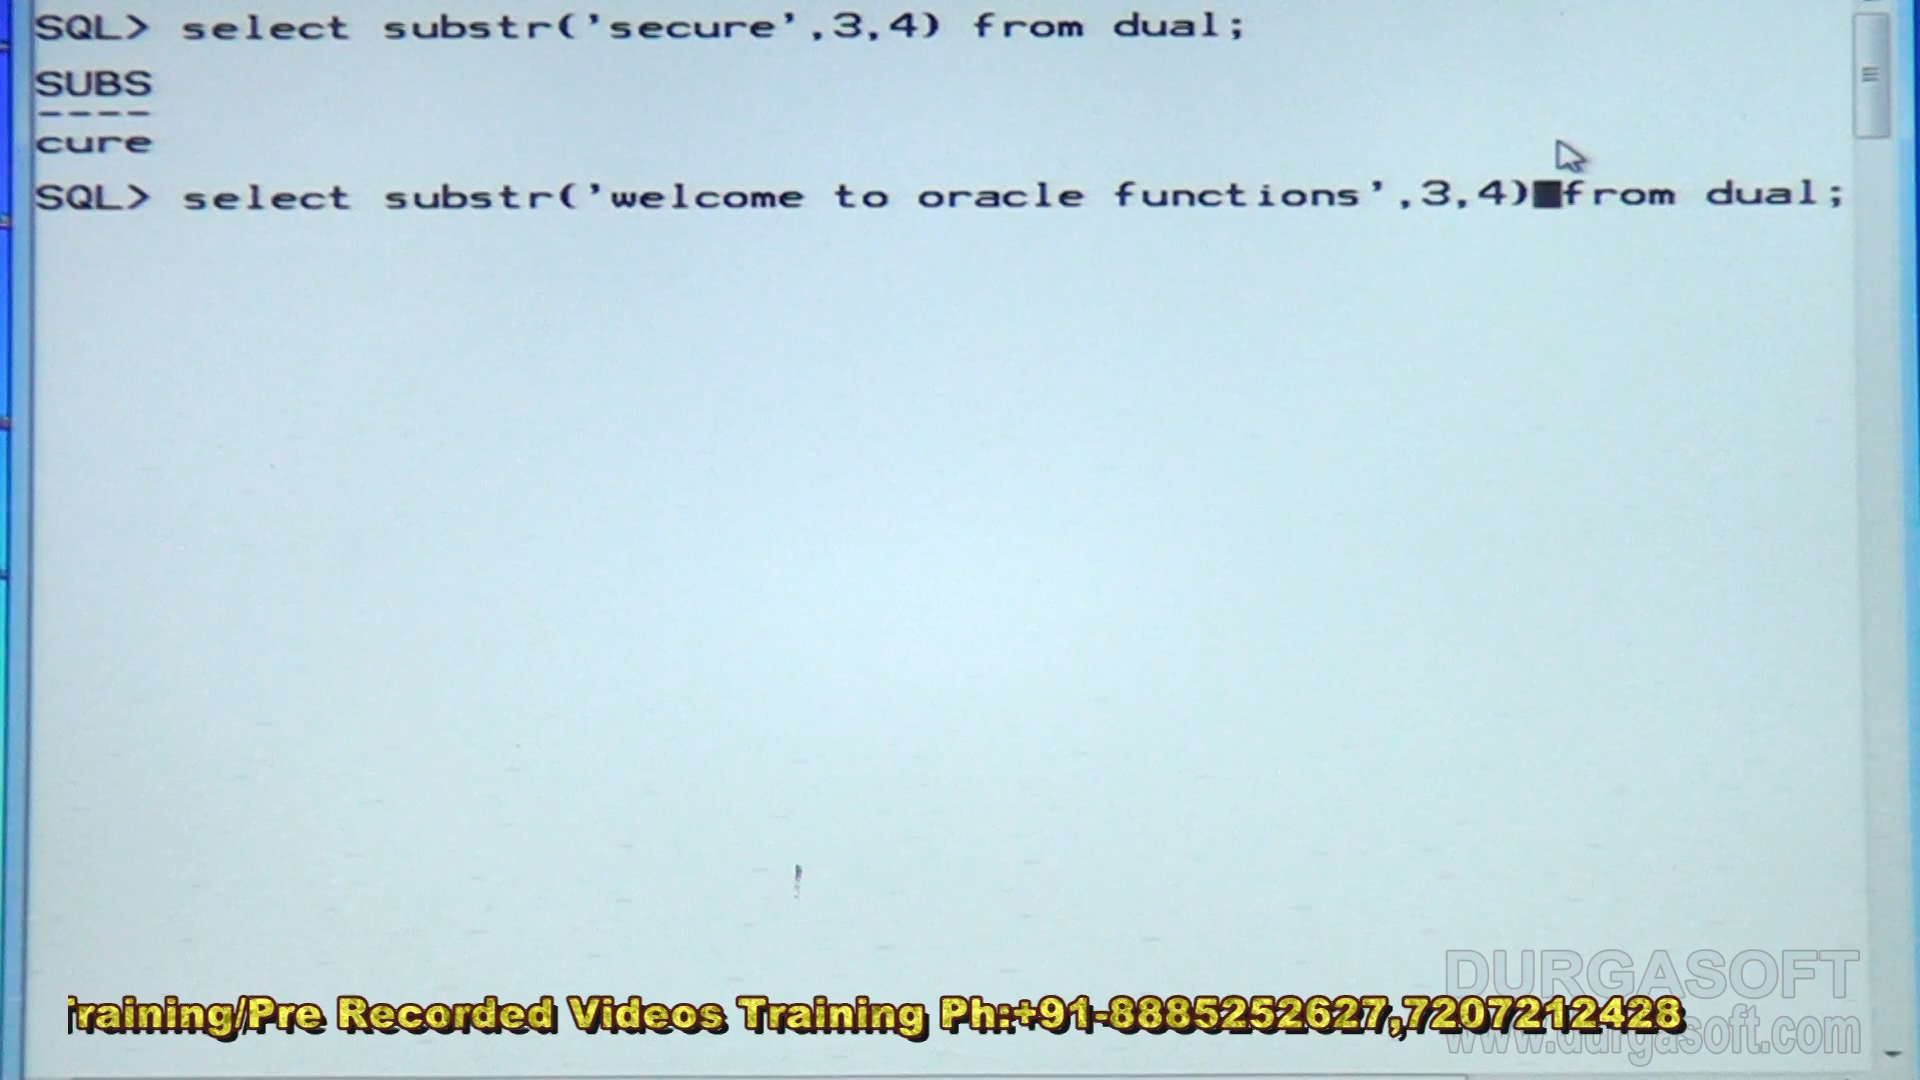 SQL> select substr('secure',3,4) from dual;
SUBS
----
cure
SQL> select substr('welcome to oracle functions',3,4) from dual;
DURGASOFT
Training/Pre Recorded Videos Training Ph:+91-8885252627,7207212428
www.durgasoft.com